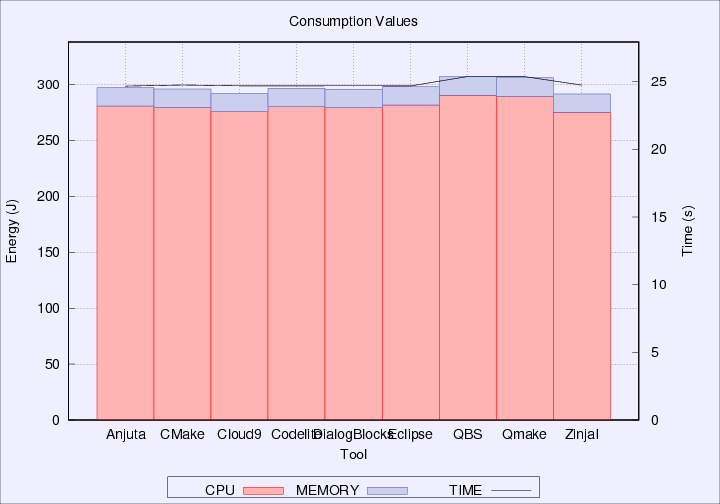 Consumption Values
300
250
200
150
100
50
0
Energy (J)
25
20
15
10
5
0
Time (s)
Anjuta CMake Cloud9 Codelite DialogBlocks Eclipse QBS Qmake ZinjaI
Tool
CPU MEMORY TIME